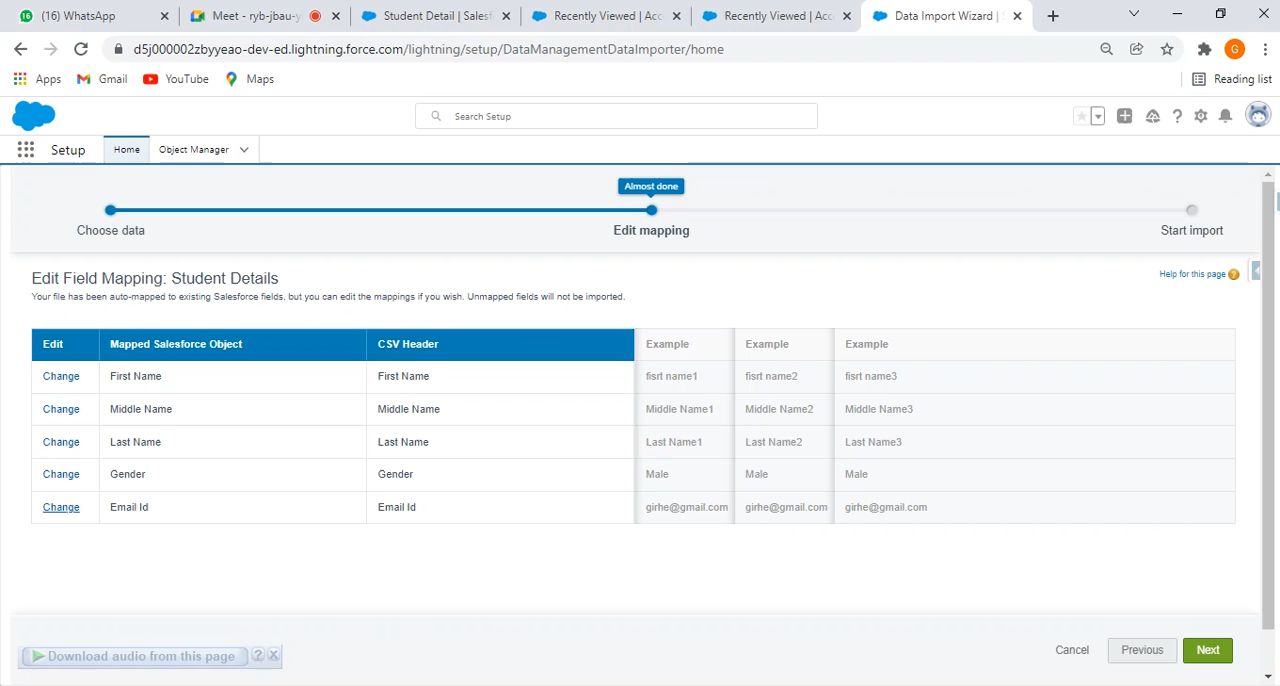 (16) WhatsApp
Meet - ryb-jbau-y
Student Detail | Salesf
Recently Viewed | Acc
Recently Viewed | Acc
Data Import Wizard |
d5j000002zbyyeao-dev-ed.lightning.force.com/lightning/setup/DataManagementDataImporter/home
G
Apps
Gmail
YouTube
Maps
Reading list
Search Setup
Setup
Home
Object Manager
Almost done
Choose data
Edit mapping
Start import
Edit Field Mapping: Student Details
Help for this page
Your file has been auto-mapped to existing Salesforce fields, but you can edit the mappings if you wish. Unmapped fields will not be imported.
Edit Mapped Salesforce Object CSV Header Example Example Example
Change First Name First Name fisrt name1 fisrt name2 fisrt name3
Change Middle Name Middle Name Middle Name1 Middle Name2 Middle Name3
Change Last Name Last Name Last Name1 Last Name2 Last Name3
Change Gender Gender Male Male Male
Change Email Id Email Id girhe@gmail.com girhe@gmail.com girhe@gmail.com
Download audio from this page ?
Cancel
Previous
Next